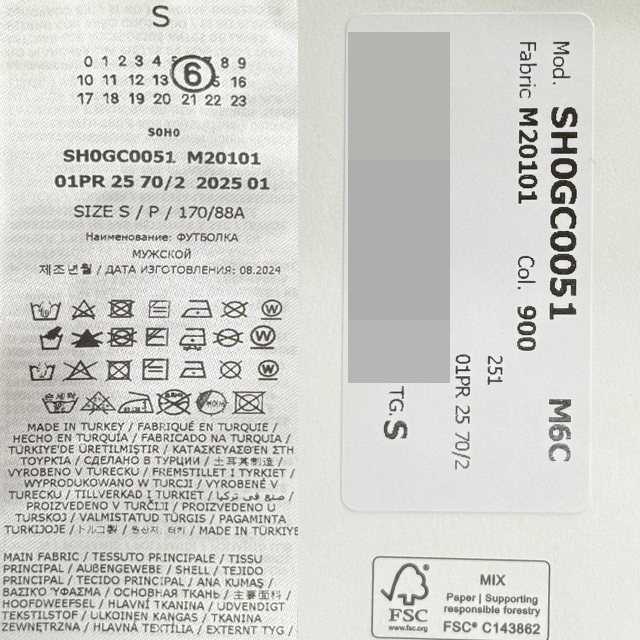 S
0 1 2 3 4 5 6 8 9
10 11 12 13 16
17 18 19 20 21 22 23
SOHO
SH0GC0051 M20101
01PR 25 70/2 2025 01
SIZE S / P / 170/88A
Наименование: ФУТБОЛКА
МУЖСКОЙ
제조년월 / ДАТА ИЗГОТОВЛЕНИЯ: 08.2024
MADE IN TURKEY / FABRIQUÉ EN TURQUIE /
HECHO EN TURQUÍA / FABRICADO NA TURQUIA /
TÜRKIYE'DE ÜRETILMIŞTIR / ΚΑΤΑΣΚΕΥΑΣΘΕΝ ΣΤΗ
ΤΟΥΡΚΙΑ / СДЕЛАНО В ТУРЦИИ / 土耳其制造 /
VYROBENO V TURECKU / FREMSTILLET I TYRKIET /
WYPRODUKOWANO W TURCJI / VYROBENÉ V
TURECKU / TILLVERKAD I TURKIET / صنع في تركيا /
PROIZVEDENO V TURČIJI / PROIZVEDENO U
TURSKOJ / VALMISTATUD TÜRGIS / PAGAMINTA
TURKIJOJE / トルコ製 / 원산지: 터키 / MADE IN TÜRKIYE
MAIN FABRIC / TESSUTO PRINCIPALE / TISSU
PRINCIPAL / AUßENGEWEBE / SHELL / TEJIDO
PRINCIPAL / TECIDO PRINCIPAL / ANA KUMAŞ /
ΒΑΣΙΚΟ ΎΦΑΣΜΑ / ОСНОВНАЯ ТКАНЬ / 主要面料 /
HOOFDWEEFSEL / HLAVNÍ TKANINA / UDVENDIGT
TEKSTILSTOF / ULKOINEN KANGAS / TKANINA
ZEWNĘTRZNA / HLAVNÁ TEXTÍLIA / EXTERNT TYG /
Mod. SH0GC0051 M6C
Fabric M20101 Col. 900
251
01PR 25 70/2
TG. S
FSC
www.fsc.org
MIX
Paper | Supporting
responsible forestry
FSC® C143862